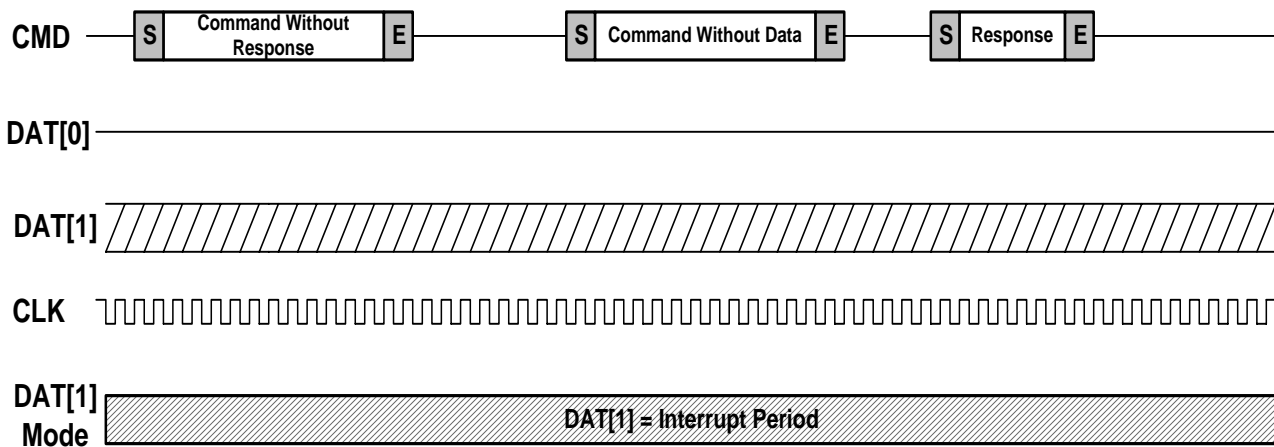 CMD
S
Command Without
Response
E
S
Command Without Data
E
S
Response
E
DAT[0]
DAT[1]
CLK
DAT[1]
Mode
DAT[1] = Interrupt Period